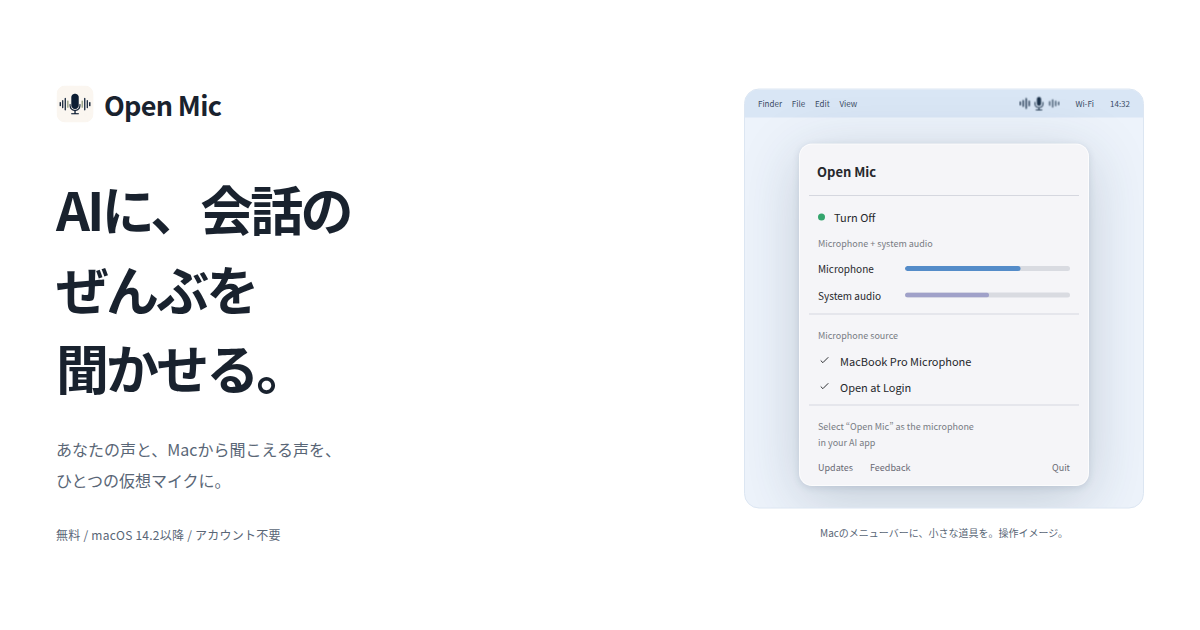 Open Mic
AIに、会話の
ぜんぶを
聞かせる。
あなたの声と、Macから聞こえる声を、
ひとつの仮想マイクに。
無料 / macOS 14.2以降 / アカウント不要
Finder File Edit View Wi-Fi 14:32
Open Mic
Turn Off
Microphone + system audio
Microphone
System audio
Microphone source
MacBook Pro Microphone
Open at Login
Select “Open Mic” as the microphone
in your AI app
Updates Feedback Quit
Macのメニューバーに、小さな道具を。操作イメージ。